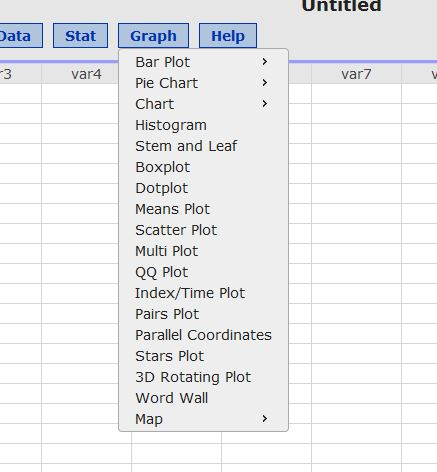 Untitled
Data Stat Graph Help
var4 var7
Bar Plot
Pie Chart
Chart
Histogram
Stem and Leaf
Boxplot
Dotplot
Means Plot
Scatter Plot
Multi Plot
QQ Plot
Index/Time Plot
Pairs Plot
Parallel Coordinates
Stars Plot
3D Rotating Plot
Word Wall
Map